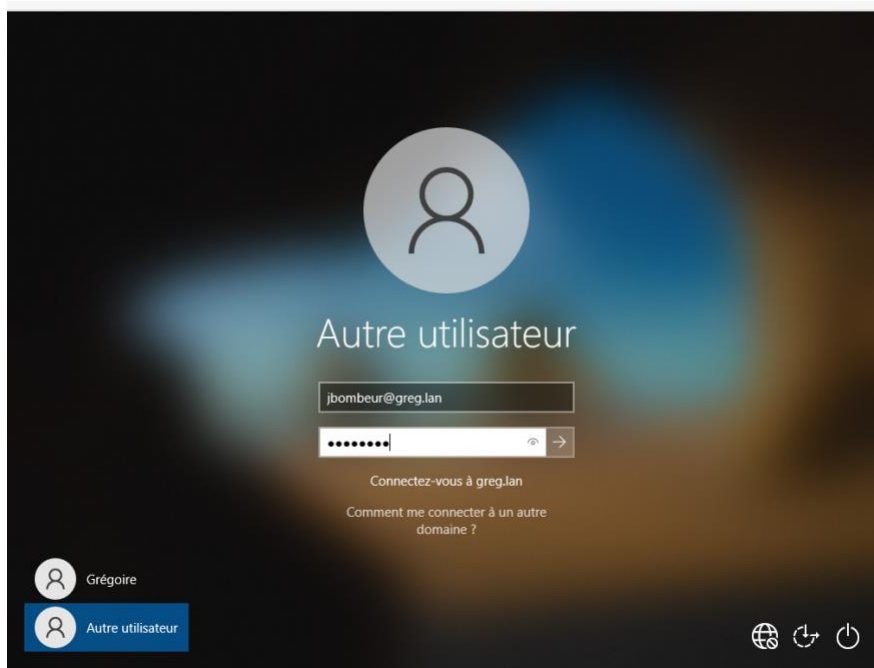 Autre utilisateur
jbombeur@greg.lan
Connectez-vous à greg.lan
Comment me connecter à un autre
domaine ?
Grégoire
Autre utilisateur